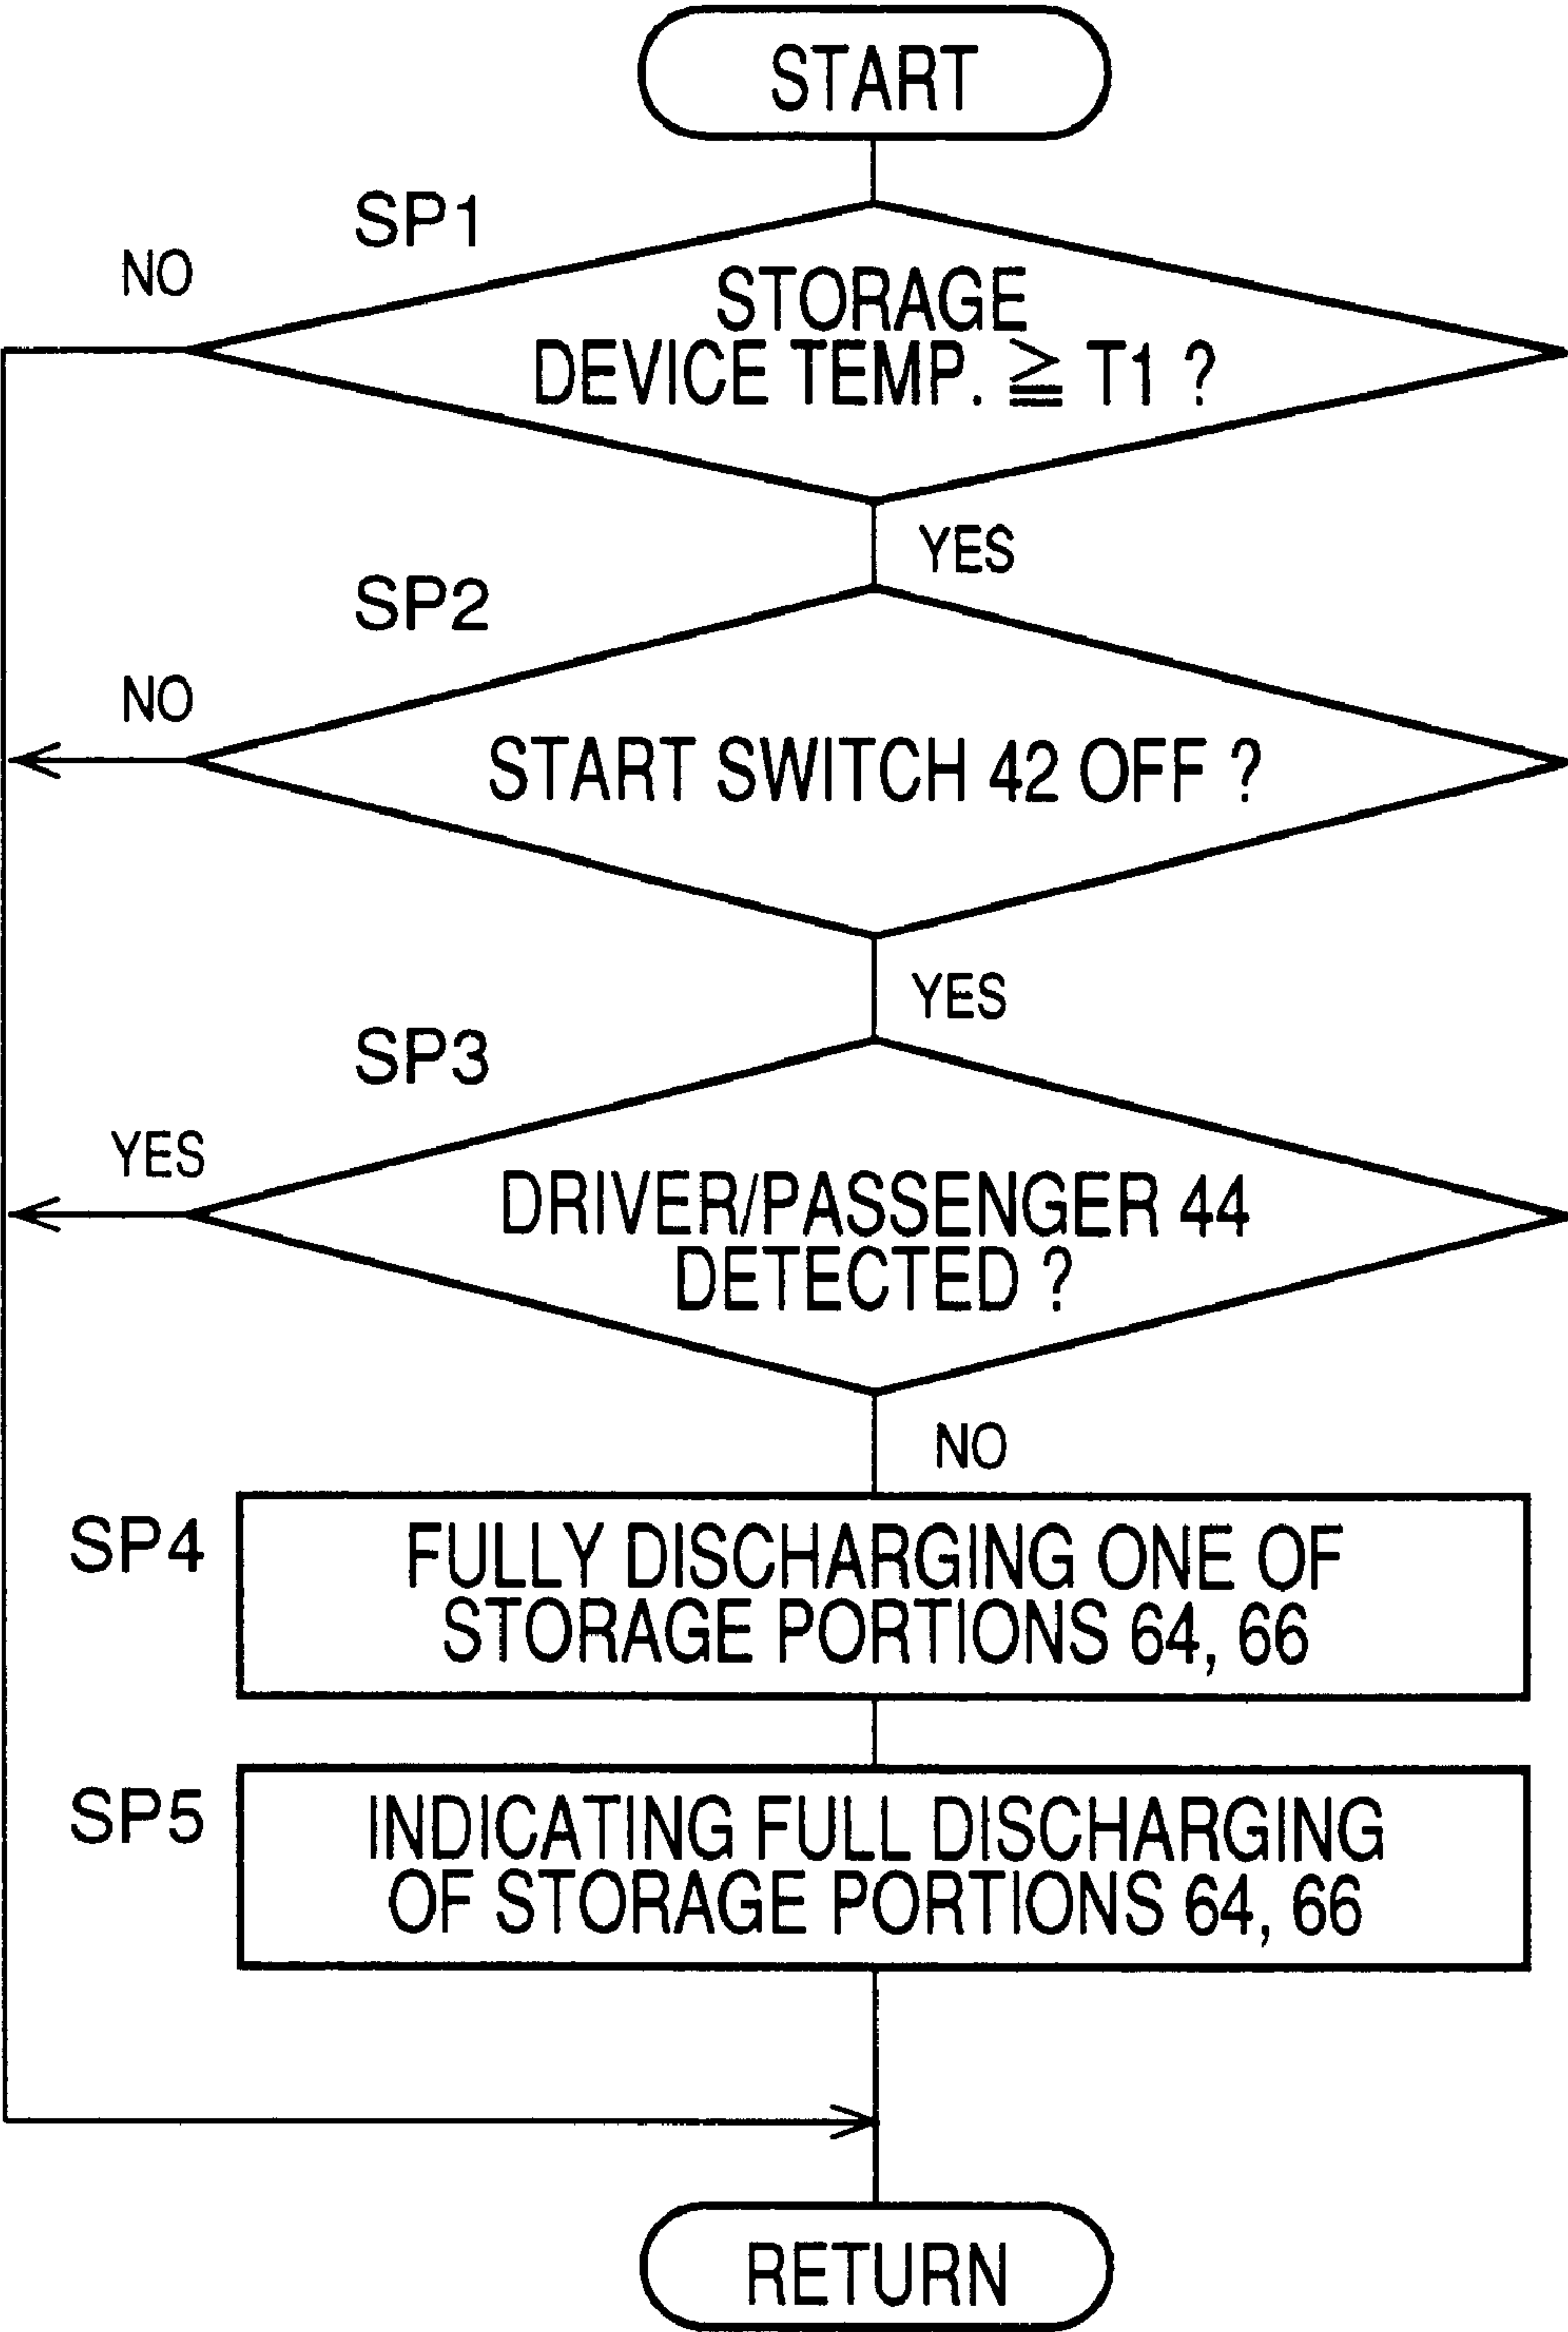 START
SP1
NO
STORAGE
DEVICE TEMP. ≧ T1 ?
YES
SP2
NO
START SWITCH 42 OFF ?
YES
SP3
YES
DRIVER/PASSENGER 44
DETECTED ?
NO
SP4
FULLY DISCHARGING ONE OF
STORAGE PORTIONS 64, 66
SP5
INDICATING FULL DISCHARGING
OF STORAGE PORTIONS 64, 66
RETURN